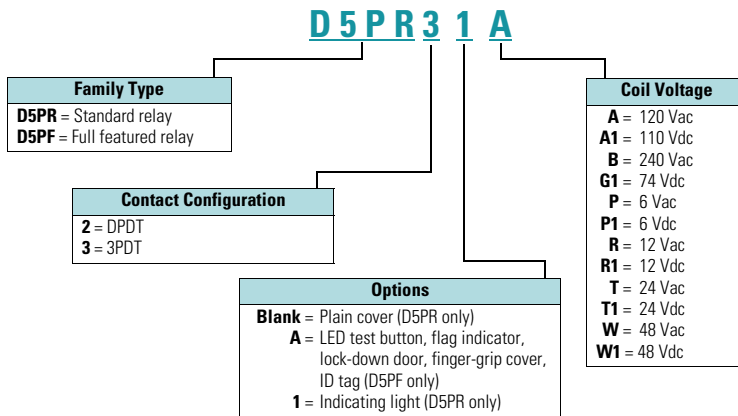 D 5 P R 3 1 A
Family Type
D5PR = Standard relay
D5PF = Full featured relay
Contact Configuration
2 = DPDT
3 = 3PDT
Options
Blank = Plain cover (D5PR only)
A = LED test button, flag indicator,
lock-down door, finger-grip cover,
ID tag (D5PF only)
1 = Indicating light (D5PR only)
Coil Voltage
A = 120 Vac
A1 = 110 Vdc
B = 240 Vac
G1 = 74 Vdc
P = 6 Vac
P1 = 6 Vdc
R = 12 Vac
R1 = 12 Vdc
T = 24 Vac
T1 = 24 Vdc
W = 48 Vac
W1 = 48 Vdc